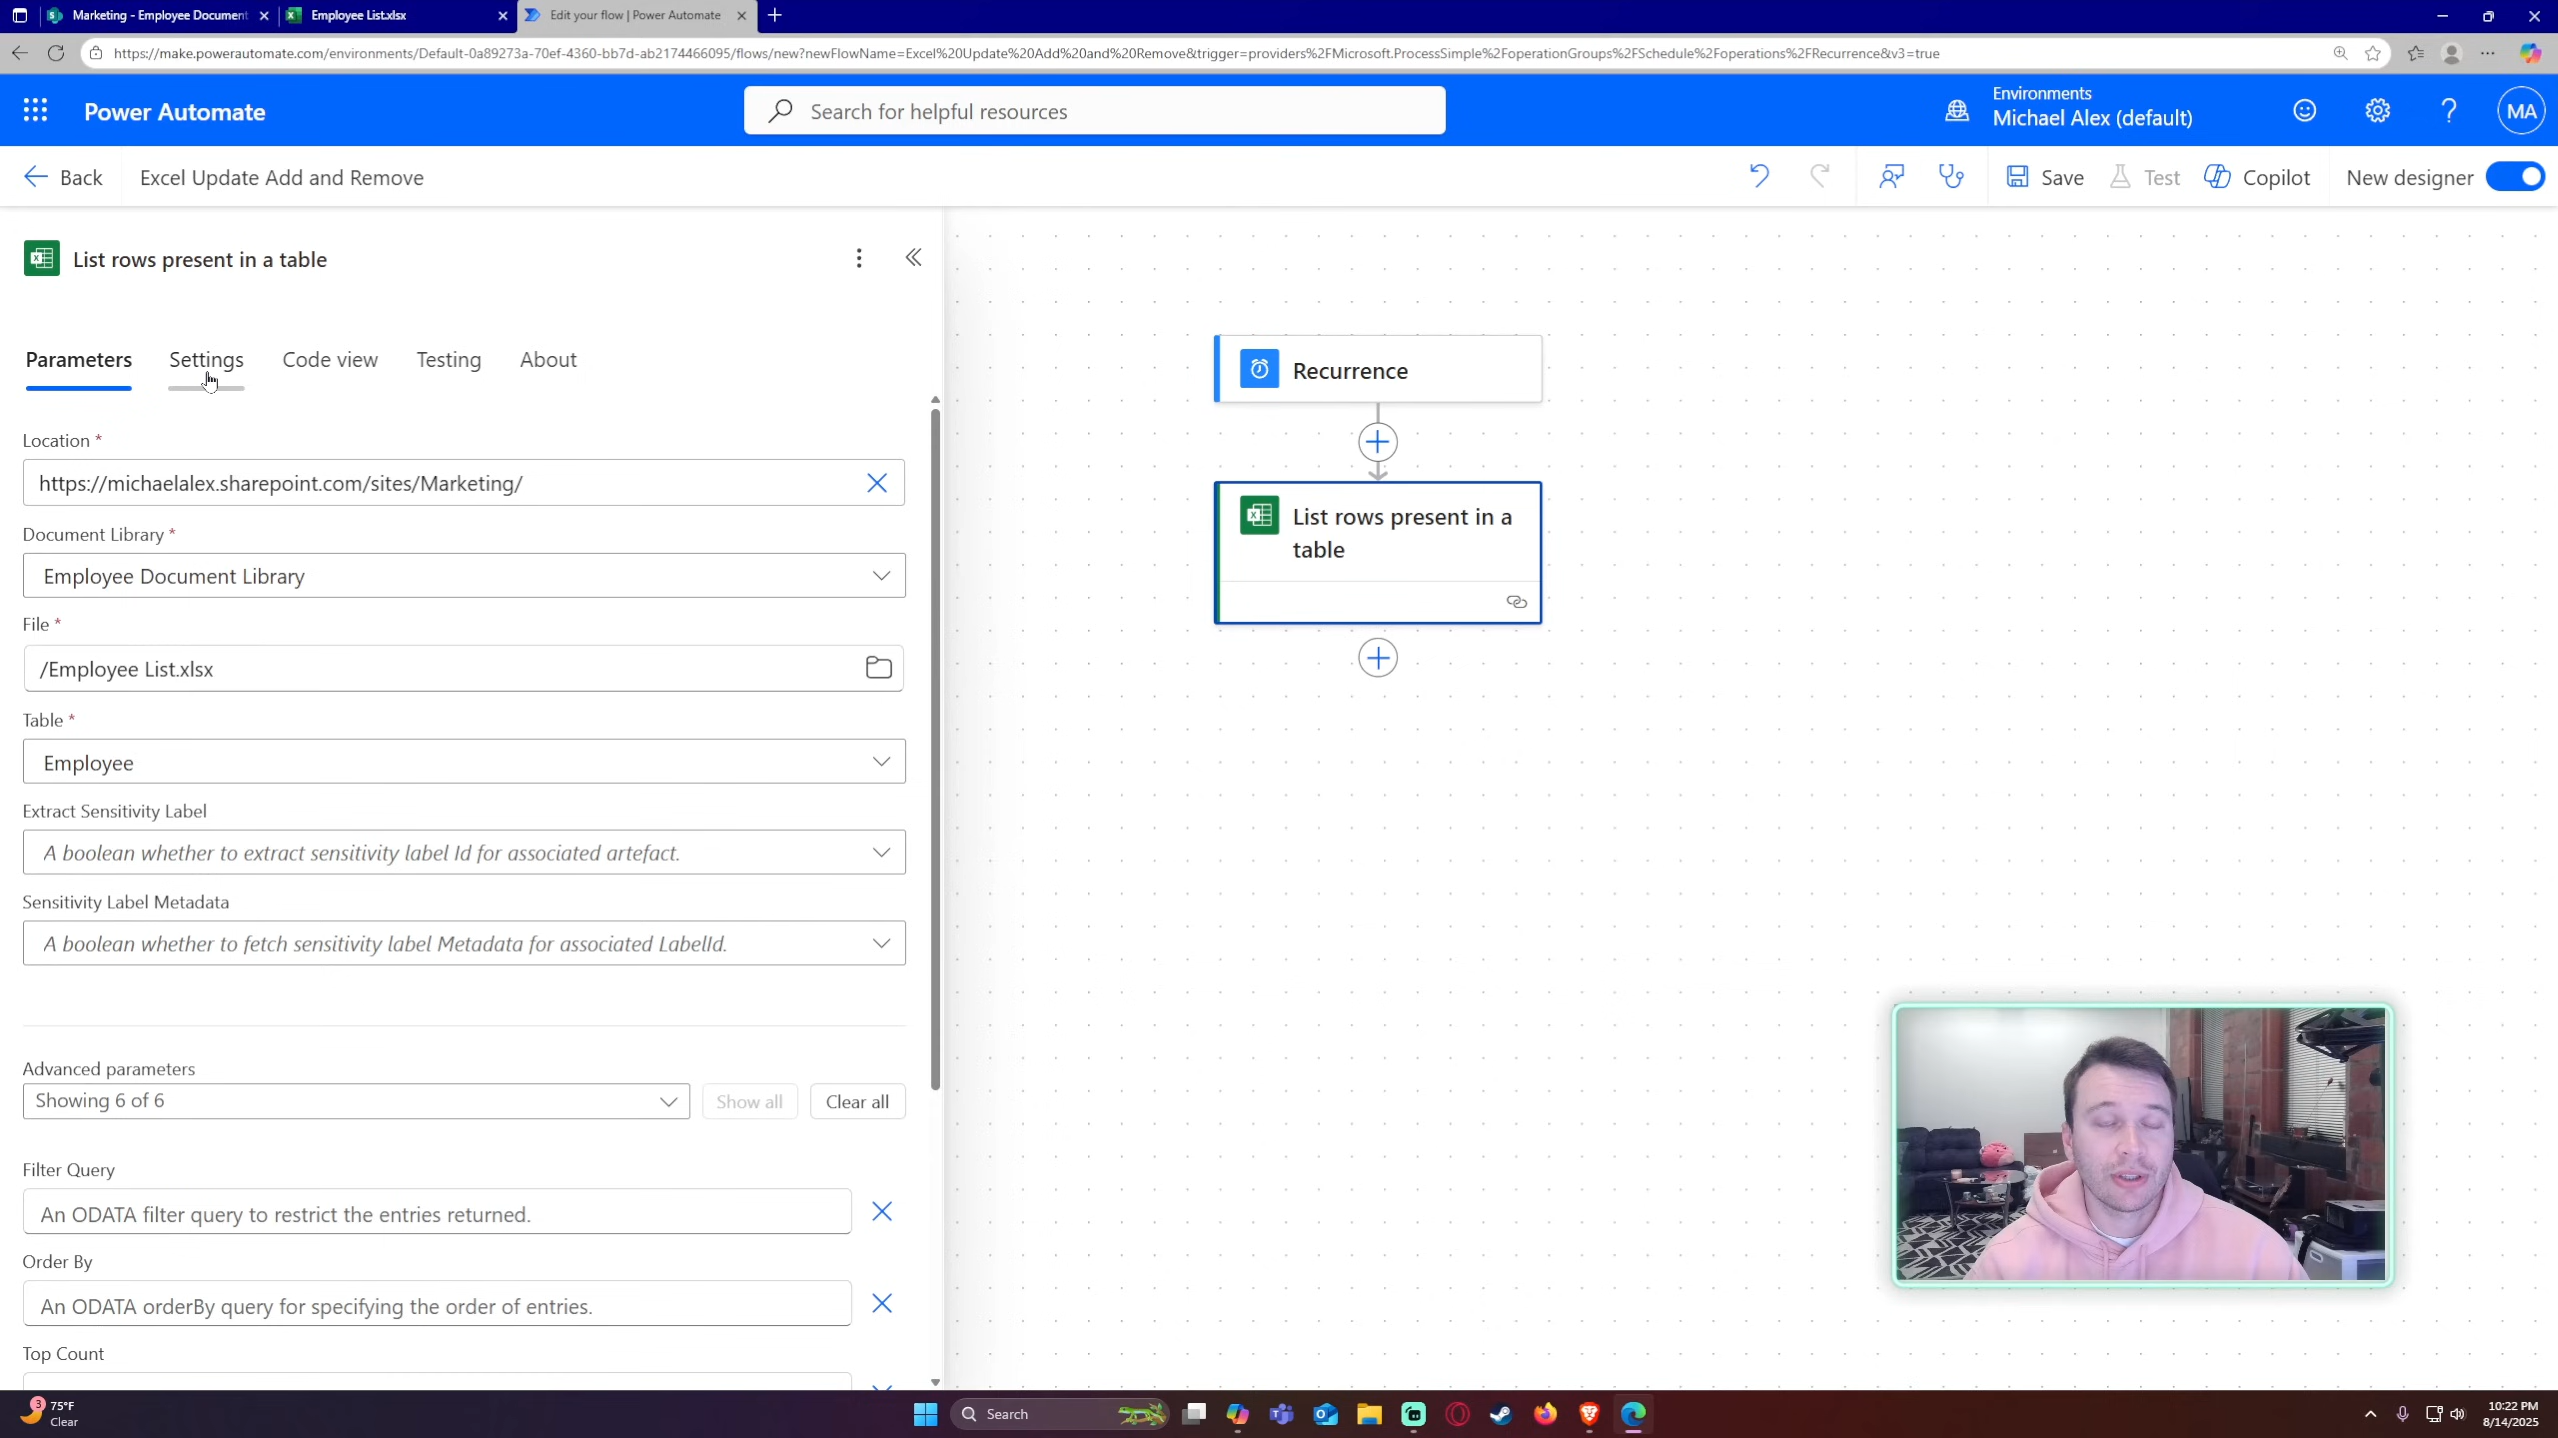 Marketing - Employee Document
Employee List.xlsx
Edit your flow | Power Automate
https://make.powerautomate.com/environments/Default-0a89273a-70ef-4360-bb7d-ab2174466095/flows/new?newFlowName=Excel%20Update%20Add%20and%20Remove&trigger=providers%2FMicrosoft.ProcessSimple%2FoperationGroups%2FSchedule%2Foperations%2FRecurrence&v3=true
Power Automate
Search for helpful resources
Environments
Michael Alex (default)
MA
Back
Excel Update Add and Remove
Save
Test
Copilot
New designer
List rows present in a table
Parameters
Settings
Code view
Testing
About
Location *
https://michaelalex.sharepoint.com/sites/Marketing/
Document Library *
Employee Document Library
File *
/Employee List.xlsx
Table *
Employee
Extract Sensitivity Label
A boolean whether to extract sensitivity label Id for associated artefact.
Sensitivity Label Metadata
A boolean whether to fetch sensitivity label Metadata for associated LabelId.
Advanced parameters
Showing 6 of 6
Show all
Clear all
Filter Query
An ODATA filter query to restrict the entries returned.
Order By
An ODATA orderBy query for specifying the order of entries.
Top Count
Recurrence
List rows present in a
table
3
75°F
Clear
Search
10:22 PM
8/14/2025